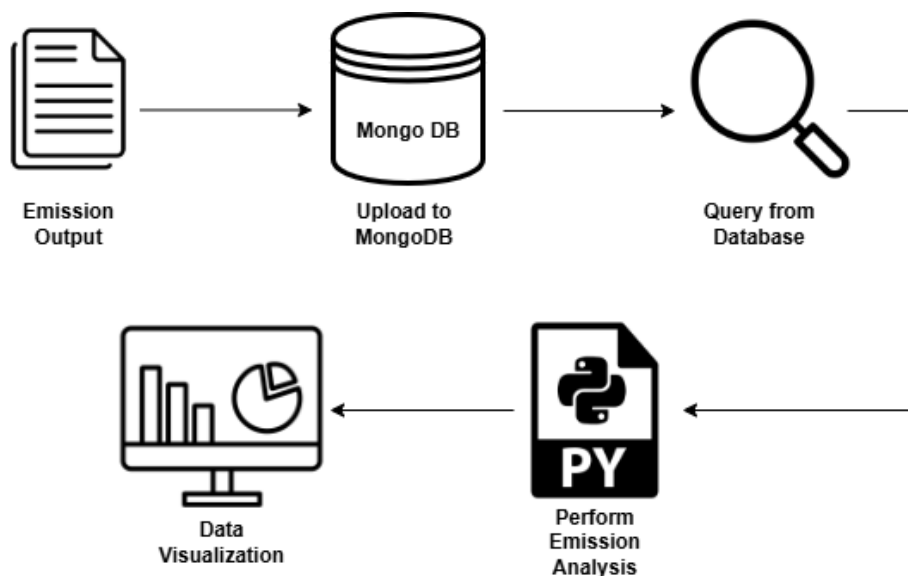 Mongo DB
Emission
Output
Upload to
MongoDB
Query from
Database
PY
Data
Visualization
Perform
Emission
Analysis